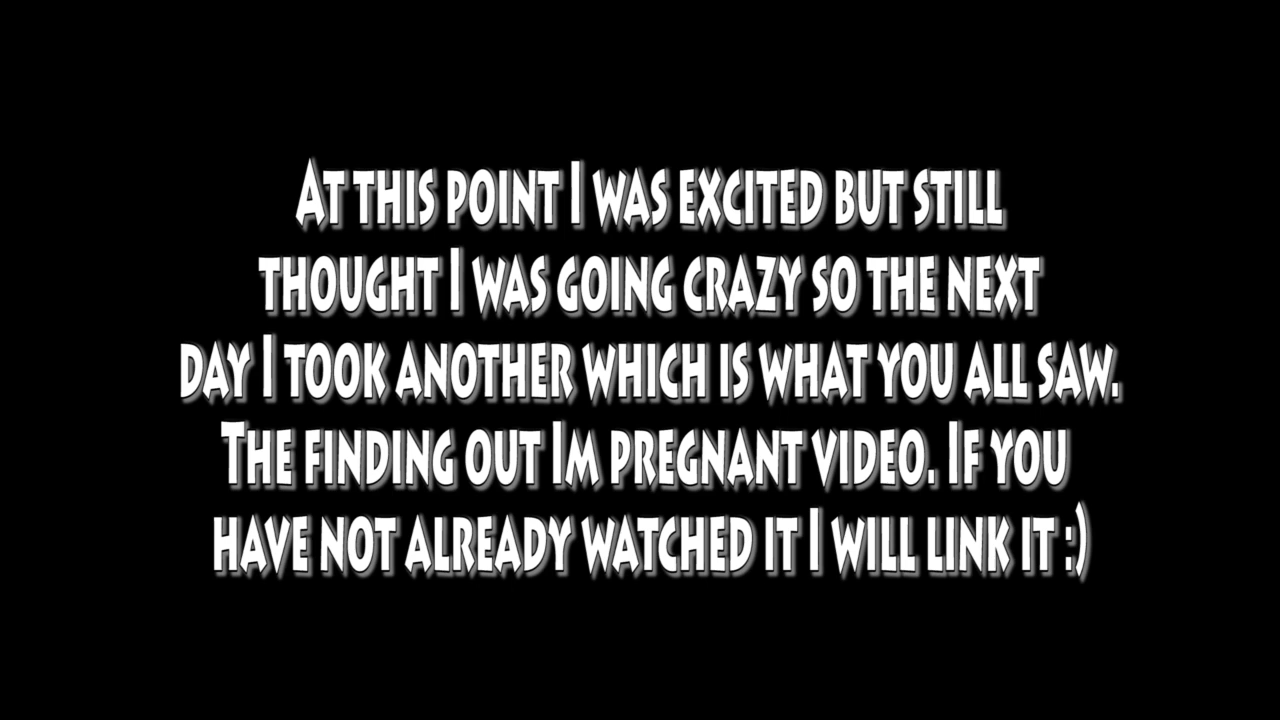 At this point I was excited but still
thought I was going crazy so the next
day I took another which is what you all saw.
The finding out Im pregnant video. If you
have not already watched it I will link it :)